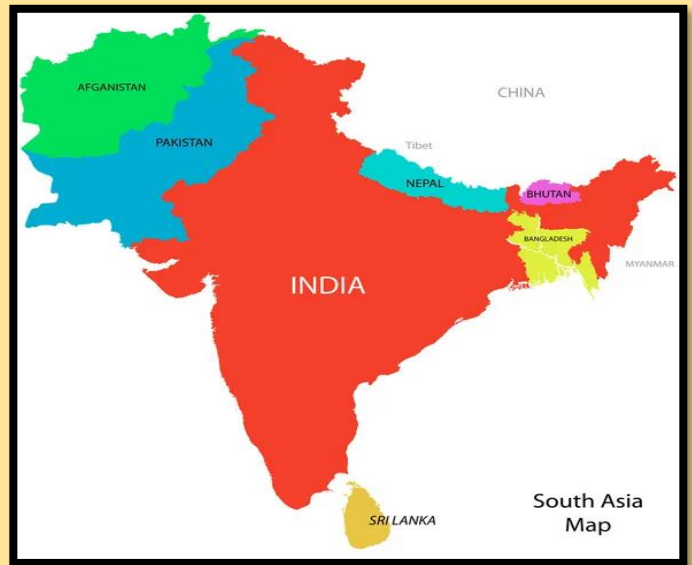 AFGANISTAN
CHINA
PAKISTAN
Tibet
NEPAL
BHUTAN
BANGLADESH
MYANMAR
INDIA
South Asia
Map
SRI LANKA